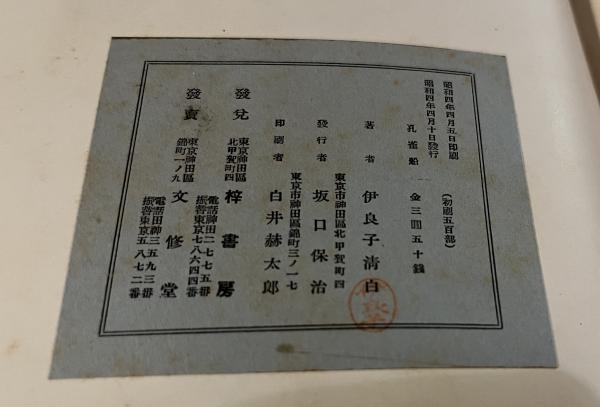 昭和四年四月五日印刷　(初刷五百部)
昭和四年四月十日發行
孔雀船　金三圓五十錢
著者　伊良子清白
東京市神田區北甲賀町四
發行者　坂口保治
東京市神田區錦町三ノ一七
印刷者　白井赫太郎
發兌　東京神田區北甲賀町四　梓書房
電話神田二七七五番
振替東京七八六四四番
發賣　東京神田區錦町一ノ九　文修堂
電話神田三五九三番
振替東京五八七二番